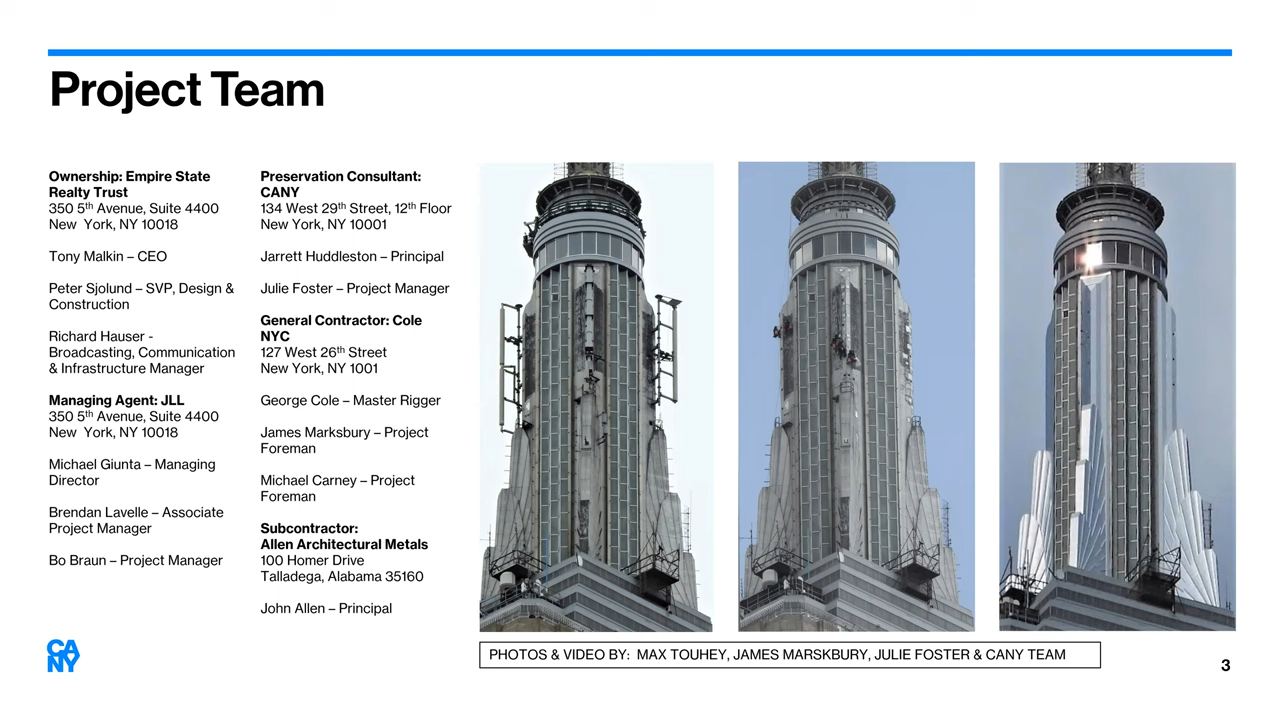 Project Team
Ownership: Empire State
Realty Trust
350 5th Avenue, Suite 4400
New  York, NY 10018
Tony Malkin – CEO
Peter Sjolund – SVP, Design &
Construction
Richard Hauser -
Broadcasting, Communication
& Infrastructure Manager
Managing Agent: JLL
350 5th Avenue, Suite 4400
New  York, NY 10018
Michael Giunta – Managing
Director
Brendan Lavelle – Associate
Project Manager
Bo Braun – Project Manager
Preservation Consultant:
CANY
134 West 29th Street, 12th Floor
New York, NY 10001
Jarrett Huddleston – Principal
Julie Foster – Project Manager
General Contractor: Cole
NYC
127 West 26th Street
New York, NY 1001
George Cole – Master Rigger
James Marksbury – Project
Foreman
Michael Carney – Project
Foreman
Subcontractor:
Allen Architectural Metals
100 Homer Drive
Talladega, Alabama 35160
John Allen – Principal
PHOTOS & VIDEO BY:  MAX TOUHEY, JAMES MARSKBURY, JULIE FOSTER & CANY TEAM
CA
NY
3